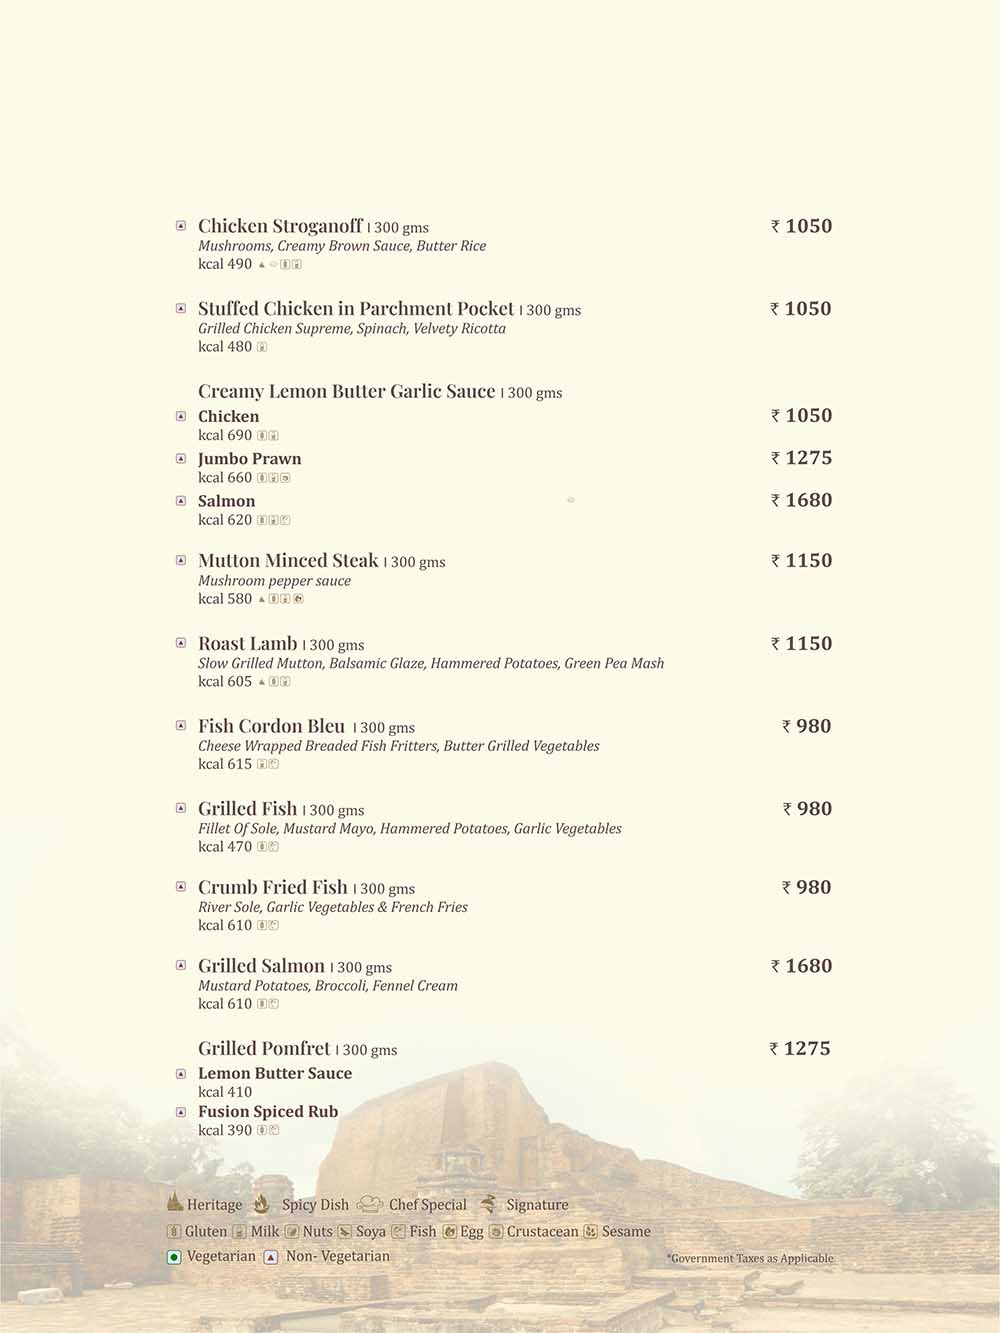 Chicken Stroganoff | 300 gms ₹ 1050
Mushrooms, Creamy Brown Sauce, Butter Rice
kcal 490
Stuffed Chicken in Parchment Pocket | 300 gms ₹ 1050
Grilled Chicken Supreme, Spinach, Velvety Ricotta
kcal 480
Creamy Lemon Butter Garlic Sauce | 300 gms
Chicken ₹ 1050
kcal 690
Jumbo Prawn ₹ 1275
kcal 660
Salmon ₹ 1680
kcal 620
Mutton Minced Steak | 300 gms ₹ 1150
Mushroom pepper sauce
kcal 580
Roast Lamb | 300 gms ₹ 1150
Slow Grilled Mutton, Balsamic Glaze, Hammered Potatoes, Green Pea Mash
kcal 605
Fish Cordon Bleu | 300 gms ₹ 980
Cheese Wrapped Breaded Fish Fritters, Butter Grilled Vegetables
kcal 615
Grilled Fish | 300 gms ₹ 980
Fillet Of Sole, Mustard Mayo, Hammered Potatoes, Garlic Vegetables
kcal 470
Crumb Fried Fish | 300 gms ₹ 980
River Sole, Garlic Vegetables & French Fries
kcal 610
Grilled Salmon | 300 gms ₹ 1680
Mustard Potatoes, Broccoli, Fennel Cream
kcal 610
Grilled Pomfret | 300 gms ₹ 1275
Lemon Butter Sauce
kcal 410
Fusion Spiced Rub
kcal 390
Heritage Spicy Dish Chef Special Signature
Gluten Milk Nuts Soya Fish Egg Crustacean Sesame
Vegetarian Non- Vegetarian *Government Taxes as Applicable